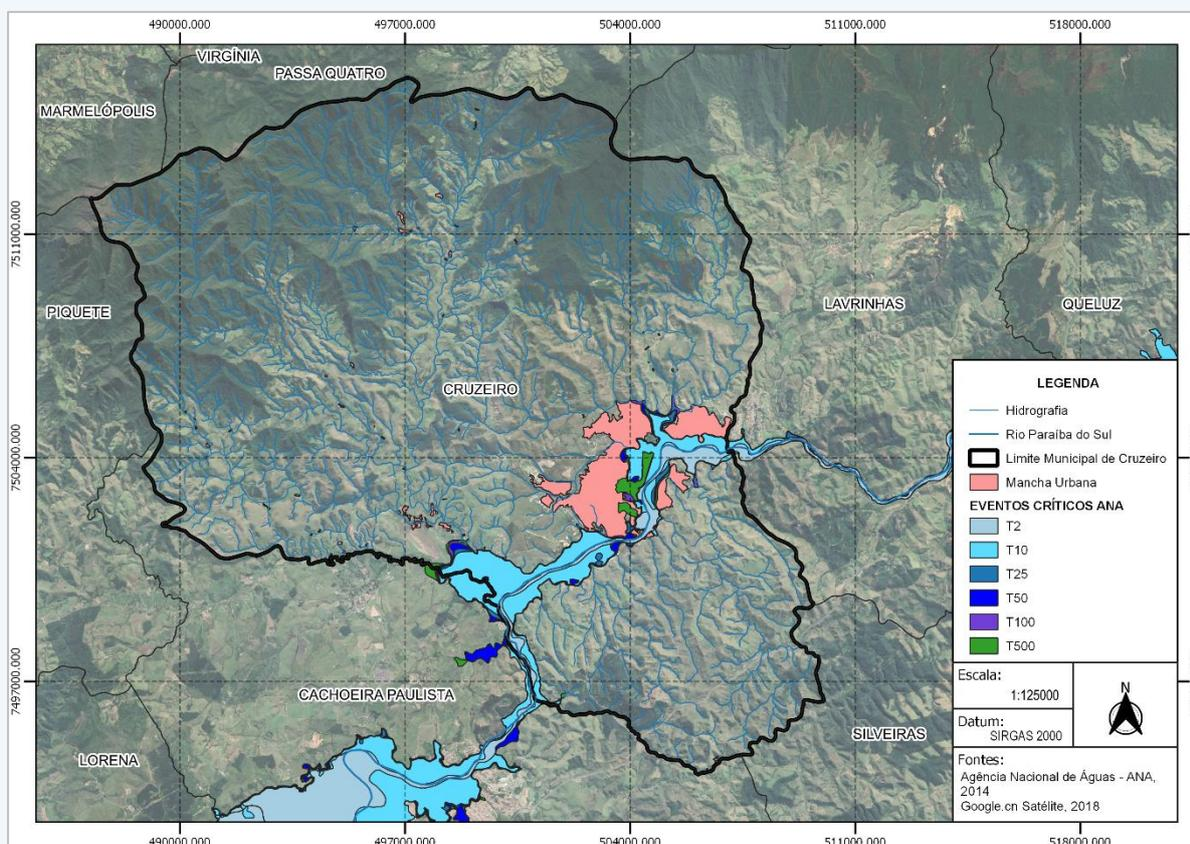 490000.000 497000.000 504000.000 511000.000 518000.000
VIRGÍNIA
PASSA QUATRO
MARMELÓPOLIS
7511000.000
PIQUETE
LAVRINHAS
QUELUZ
CRUZEIRO
7504000.000
CACHOEIRA PAULISTA
7497000.000
LORENA
SILVEIRAS
LEGENDA
Hidrografia
Rio Paraíba do Sul
Limite Municipal de Cruzeiro
Mancha Urbana
EVENTOS CRÍTICOS ANA
T2
T10
T25
T50
T100
T500
Escala:
1:125000
N
Datum:
SIRGAS 2000
Fontes:
Agência Nacional de Águas - ANA,
2014
Google.cn Satélite, 2018
490000.000 497000.000 504000.000 511000.000 518000.000